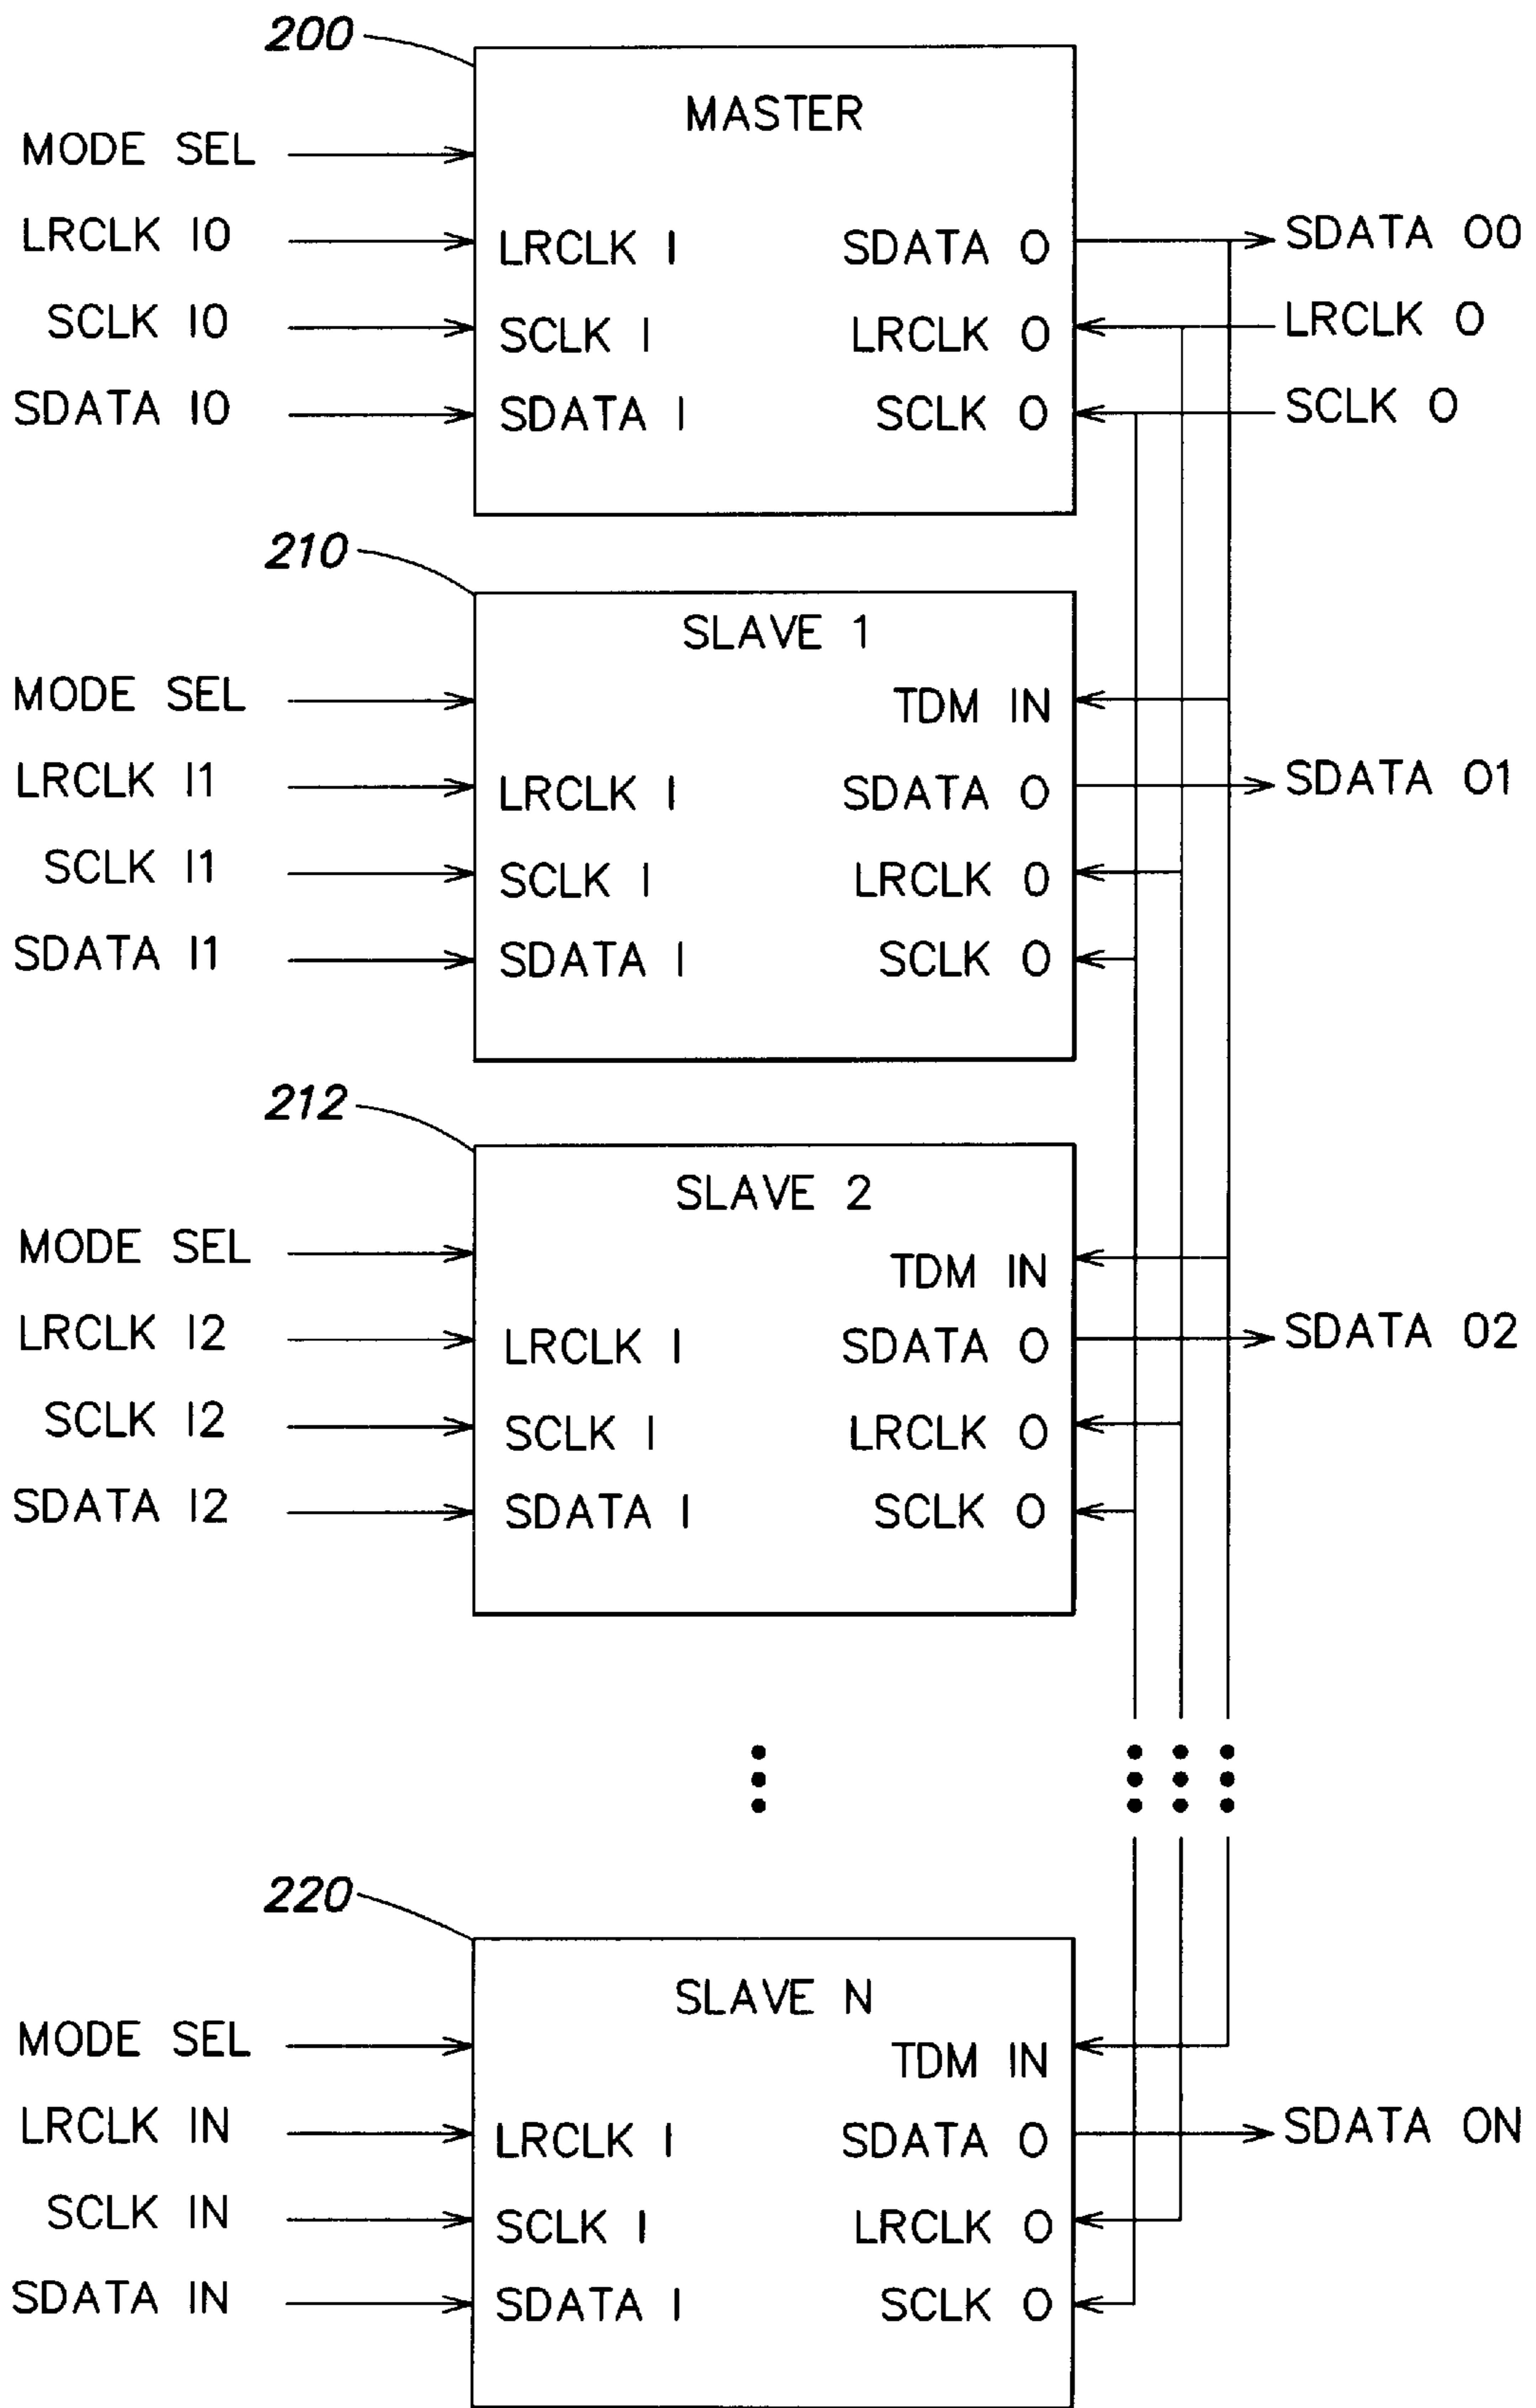 200
MASTER
MODE SEL
LRCLK I0 LRCLK I SDATA O SDATA O0
SCLK I0 SCLK I LRCLK O LRCLK O
SDATA I0 SDATA I SCLK O SCLK O
210
SLAVE 1
MODE SEL TDM IN
LRCLK I1 LRCLK I SDATA O SDATA O1
SCLK I1 SCLK I LRCLK O
SDATA I1 SDATA I SCLK O
212
SLAVE 2
MODE SEL TDM IN
LRCLK I2 LRCLK I SDATA O SDATA O2
SCLK I2 SCLK I LRCLK O
SDATA I2 SDATA I SCLK O
220
SLAVE N
MODE SEL TDM IN
LRCLK IN LRCLK I SDATA O SDATA ON
SCLK IN SCLK I LRCLK O
SDATA IN SDATA I SCLK O